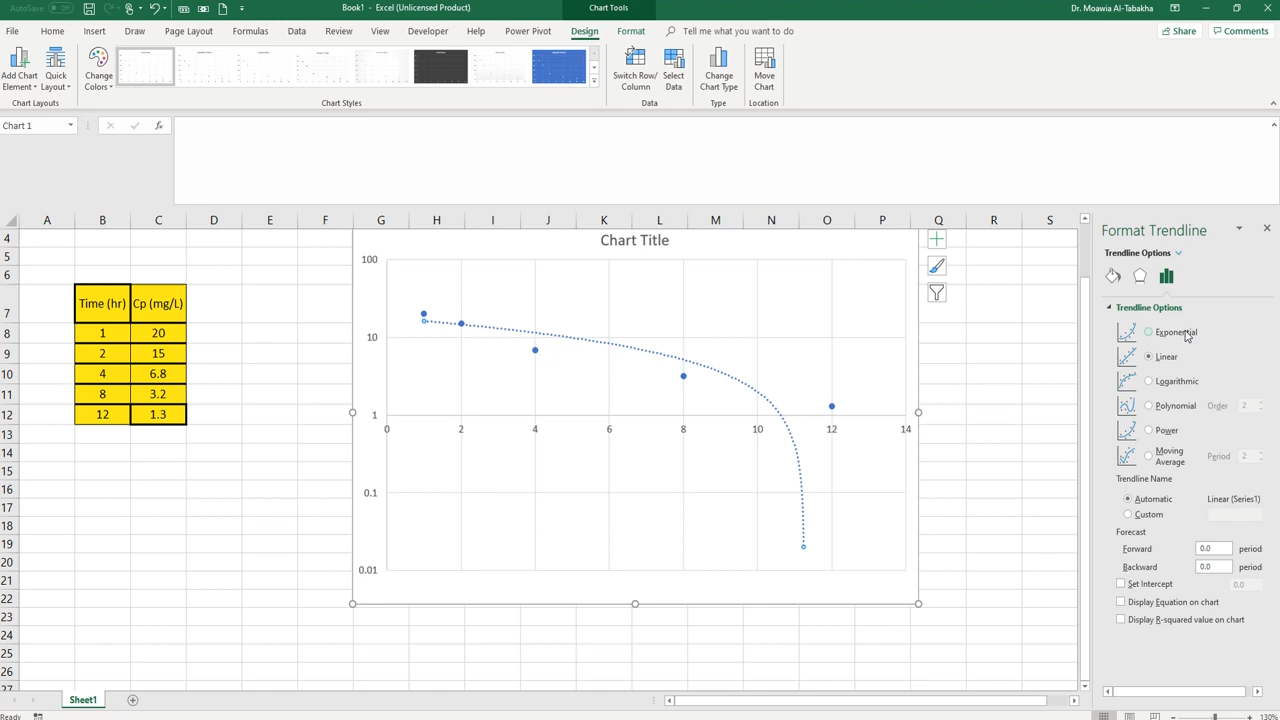 AutoSave Off
Book1 - Excel (Unlicensed Product)
Chart Tools
Dr. Moawia Al-Tabakha
File Home Insert Draw Page Layout Formulas Data Review View Developer Help Power Pivot Design Format Tell me what you want to do Share Comments
Add Chart Element
Quick Layout
Change Colors
Switch Row/ Column
Select Data
Change Chart Type
Move Chart
Chart Layouts Chart Styles Data Type Location
Chart 1 fx
A B C D E F G H I J K L M N O P Q R S
4
5
6
7 Time (hr) Cp (mg/L)
8 1 20
9 2 15
10 4 6.8
11 8 3.2
12 12 1.3
13
14
15
16
17
18
19
20
21
22
23
24
25
26
27
Chart Title
100
10
1
0 2 4 6 8 10 12 14
0.1
0.01
Format Trendline
Trendline Options
Trendline Options
Exponential
Linear
Logarithmic
Polynomial Order 2
Power
Moving Average Period 2
Trendline Name
Automatic Linear (Series1)
Custom
Forecast
Forward 0.0 period
Backward 0.0 period
Set Intercept 0.0
Display Equation on chart
Display R-squared value on chart
Sheet1
Ready 130%